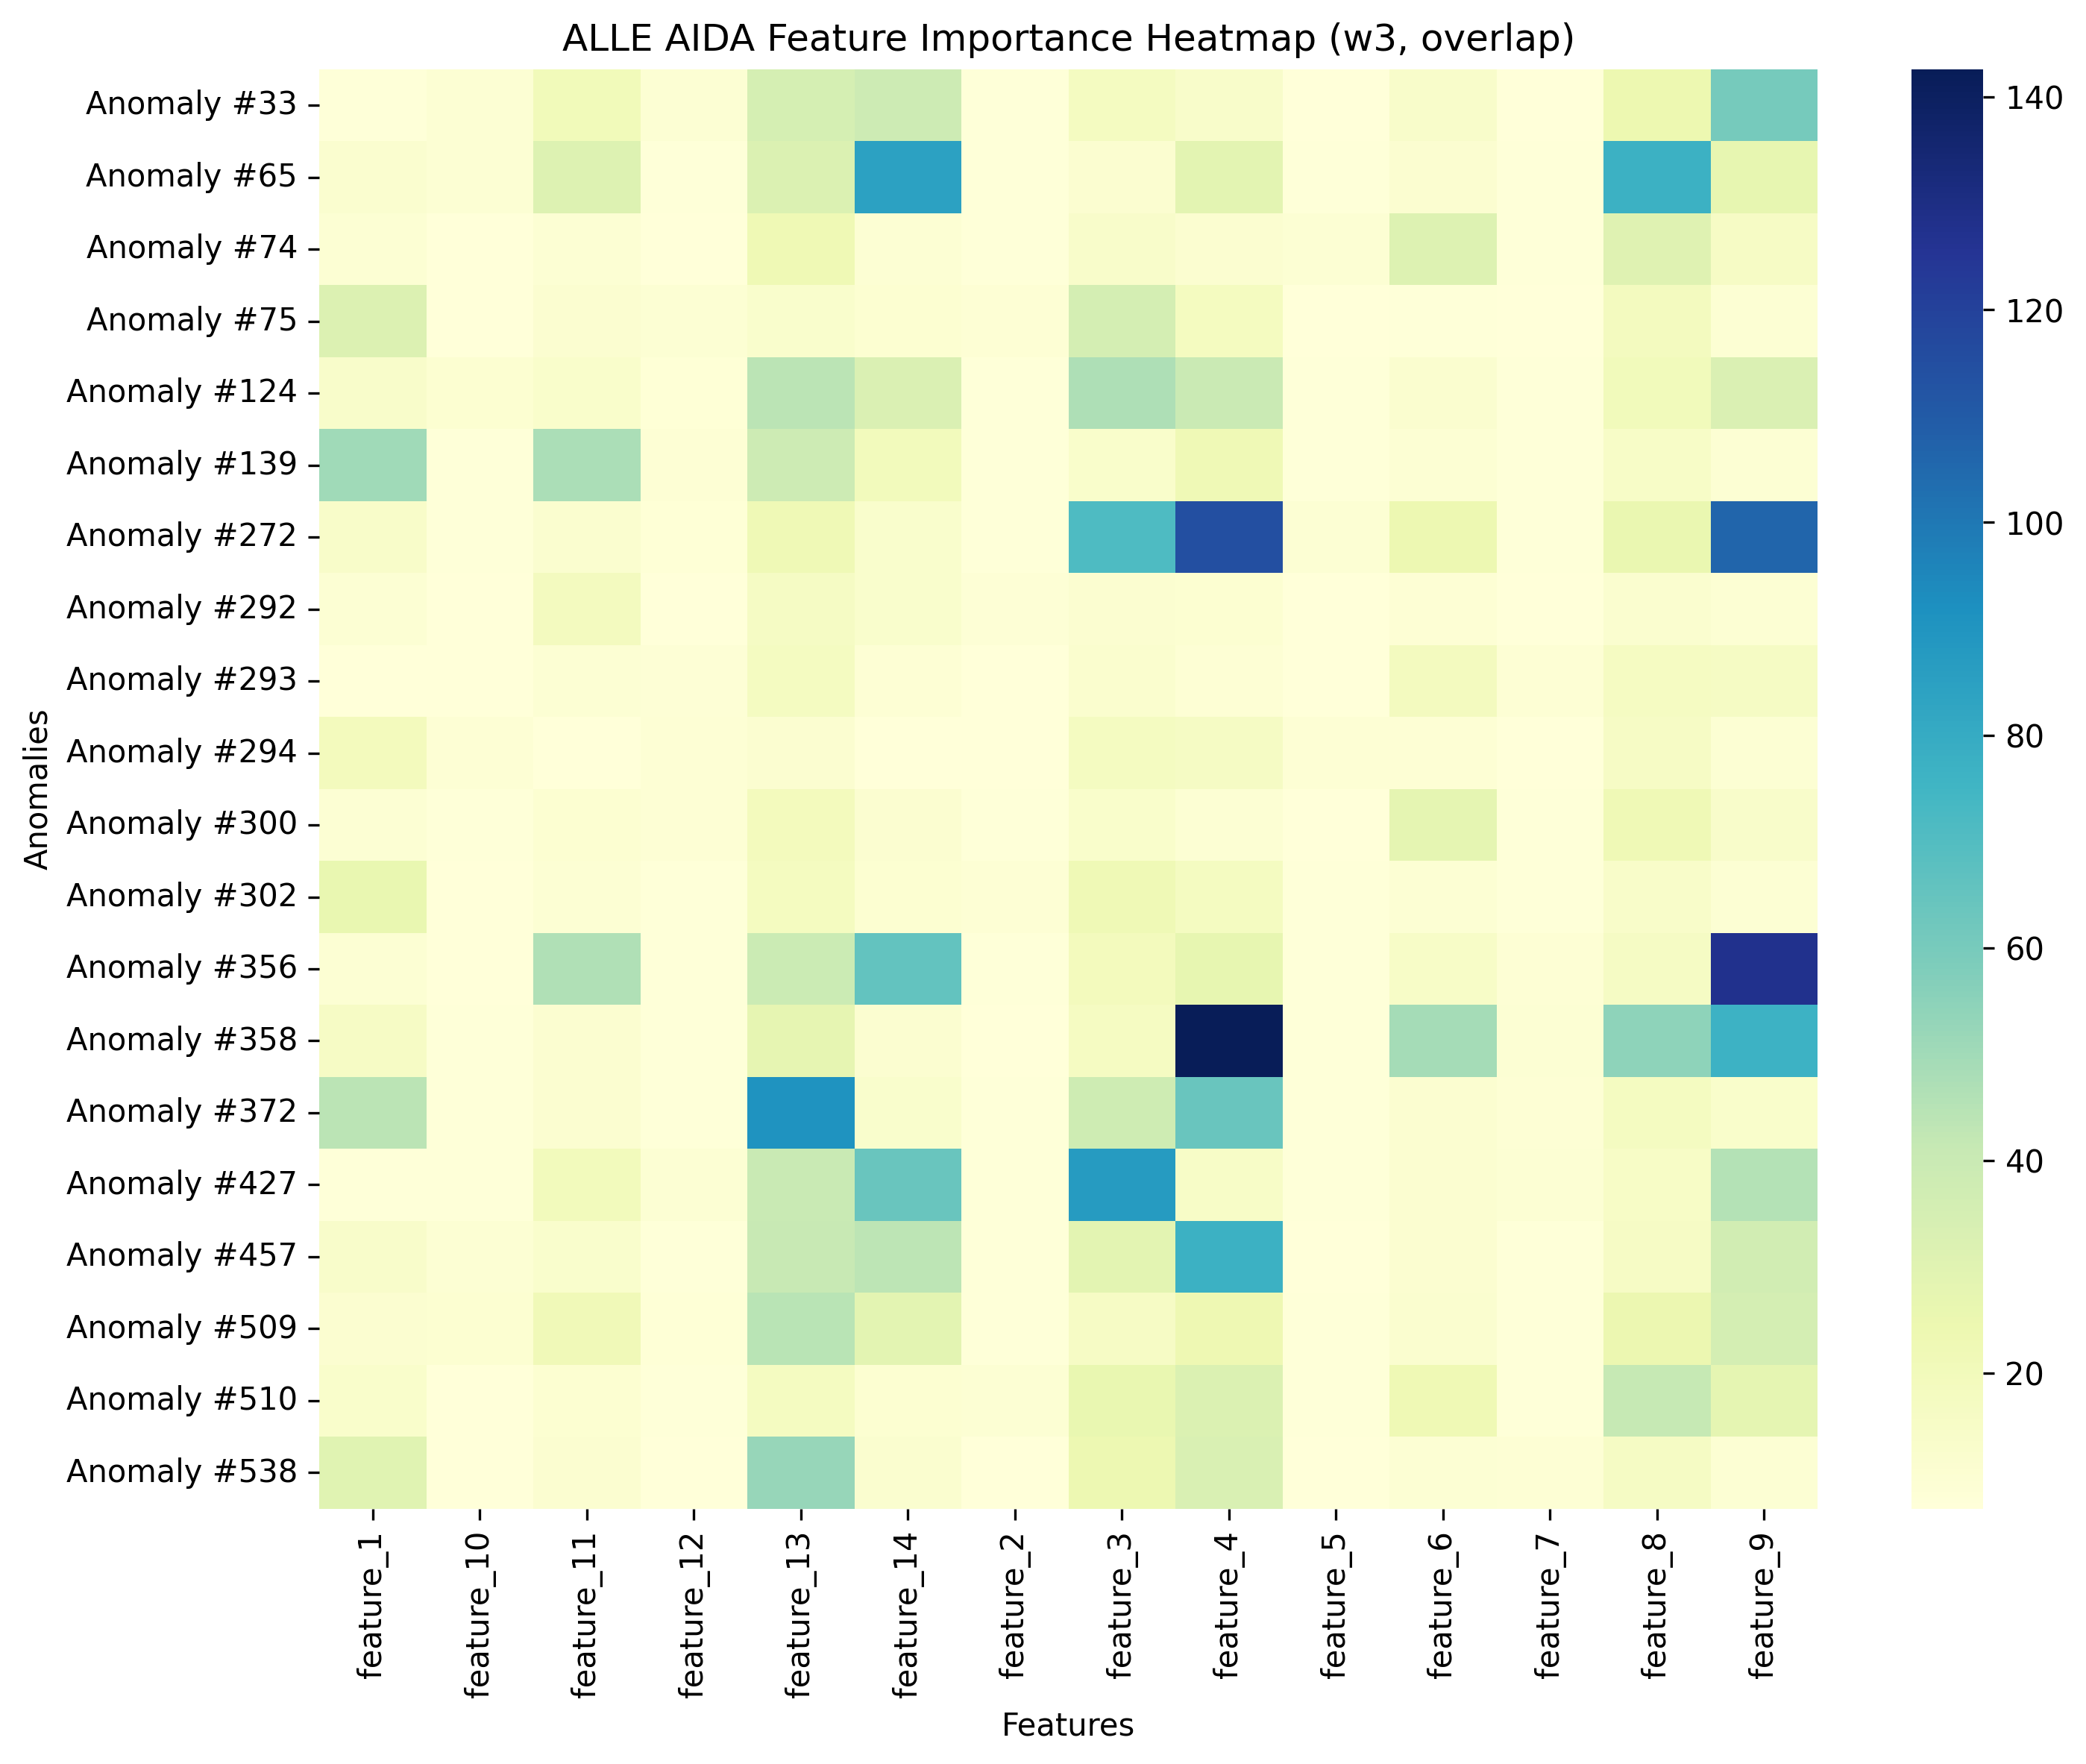 ALLE AIDA Feature Importance Heatmap (w3, overlap)
Anomalies
Anomaly #33
Anomaly #65
Anomaly #74
Anomaly #75
Anomaly #124
Anomaly #139
Anomaly #272
Anomaly #292
Anomaly #293
Anomaly #294
Anomaly #300
Anomaly #302
Anomaly #356
Anomaly #358
Anomaly #372
Anomaly #427
Anomaly #457
Anomaly #509
Anomaly #510
Anomaly #538
feature_1
feature_10
feature_11
feature_12
feature_13
feature_14
feature_2
feature_3
feature_4
feature_5
feature_6
feature_7
feature_8
feature_9
Features
140
120
100
80
60
40
20